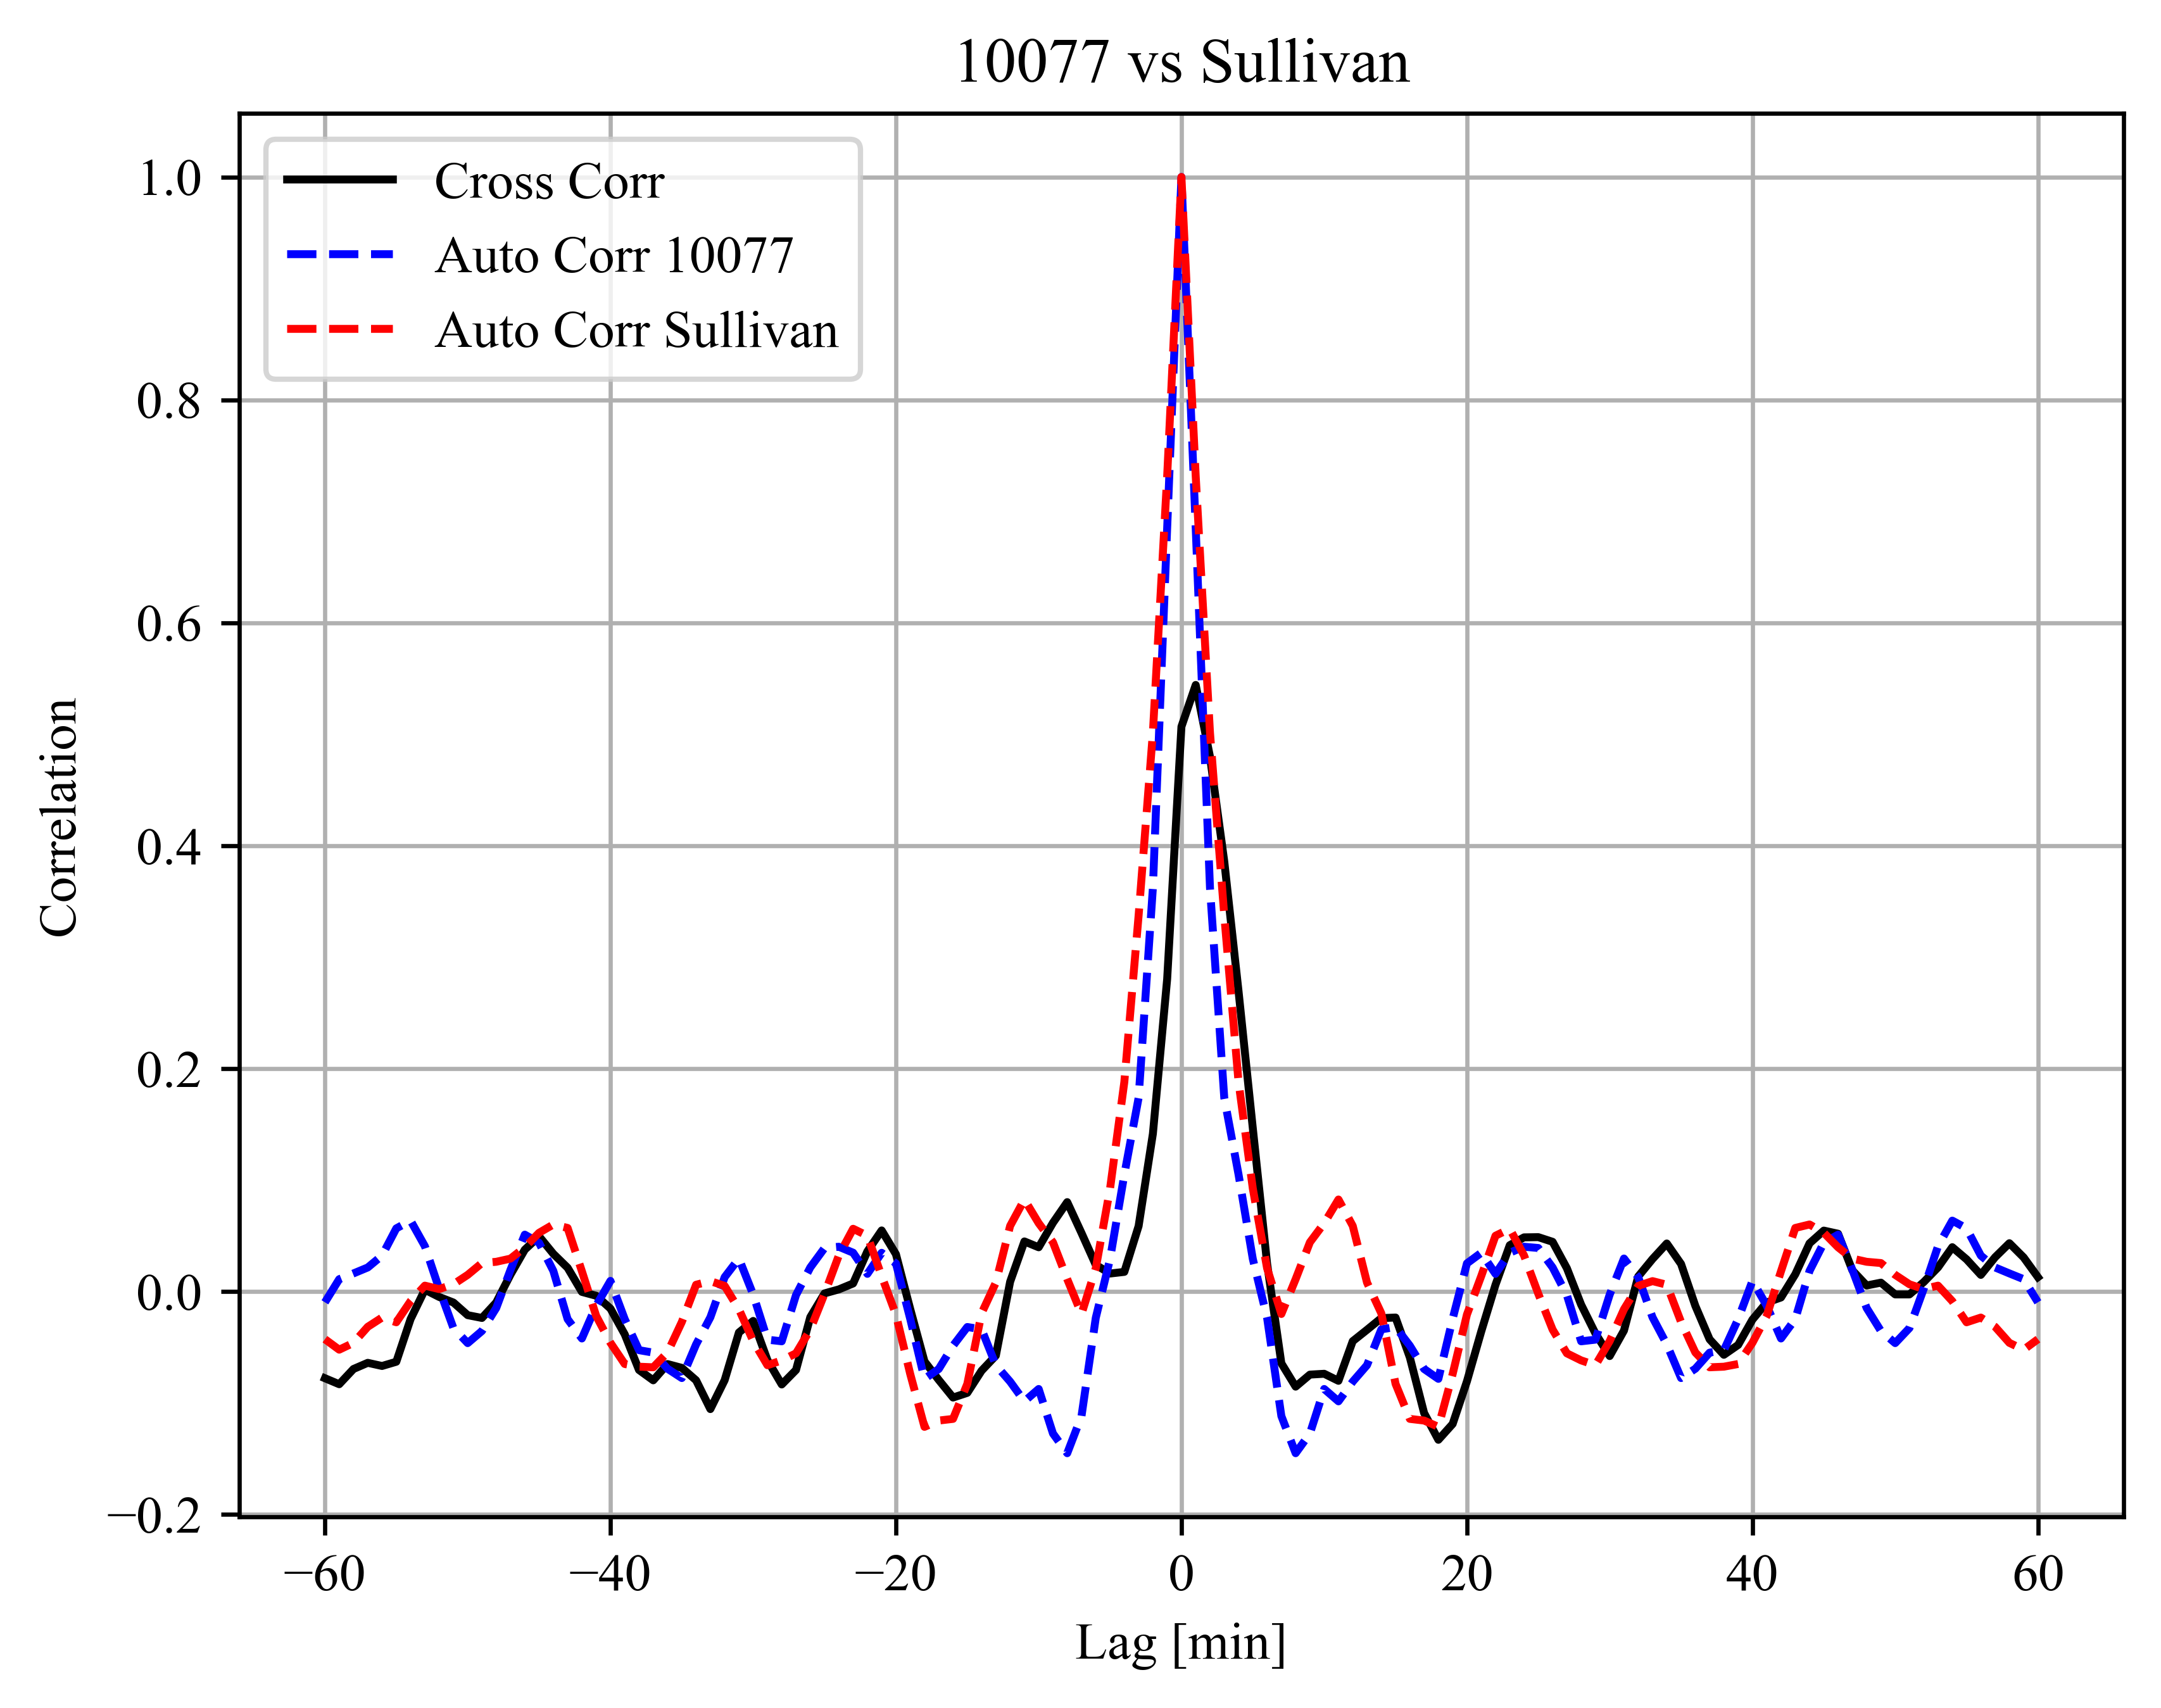 10077 vs Sullivan
Cross Corr
Auto Corr 10077
Auto Corr Sullivan
1.0
0.8
0.6
0.4
0.2
0.0
−0.2
Correlation
−60 −40 −20 0 20 40 60
Lag [min]